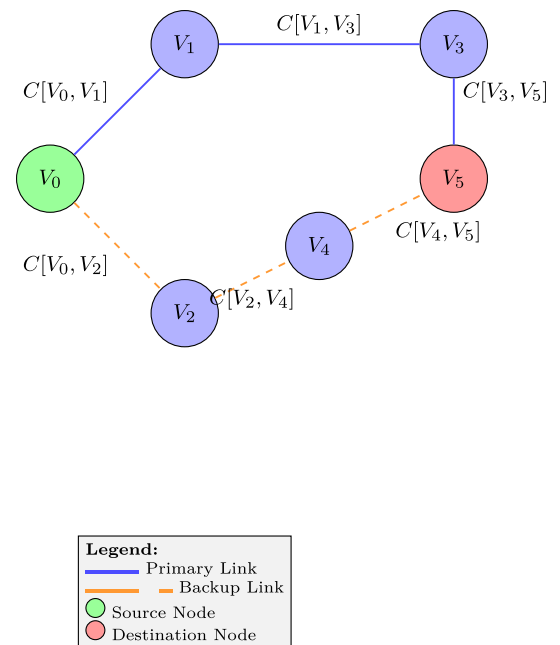 C[V₁, V₃]
V₁
V₃
C[V₀, V₁]
C[V₃, V₅]
V₀
V₅
C[V₄, V₅]
V₄
C[V₀, V₂]
C[V₂, V₄]
V₂
Legend:
Primary Link
Backup Link
Source Node
Destination Node